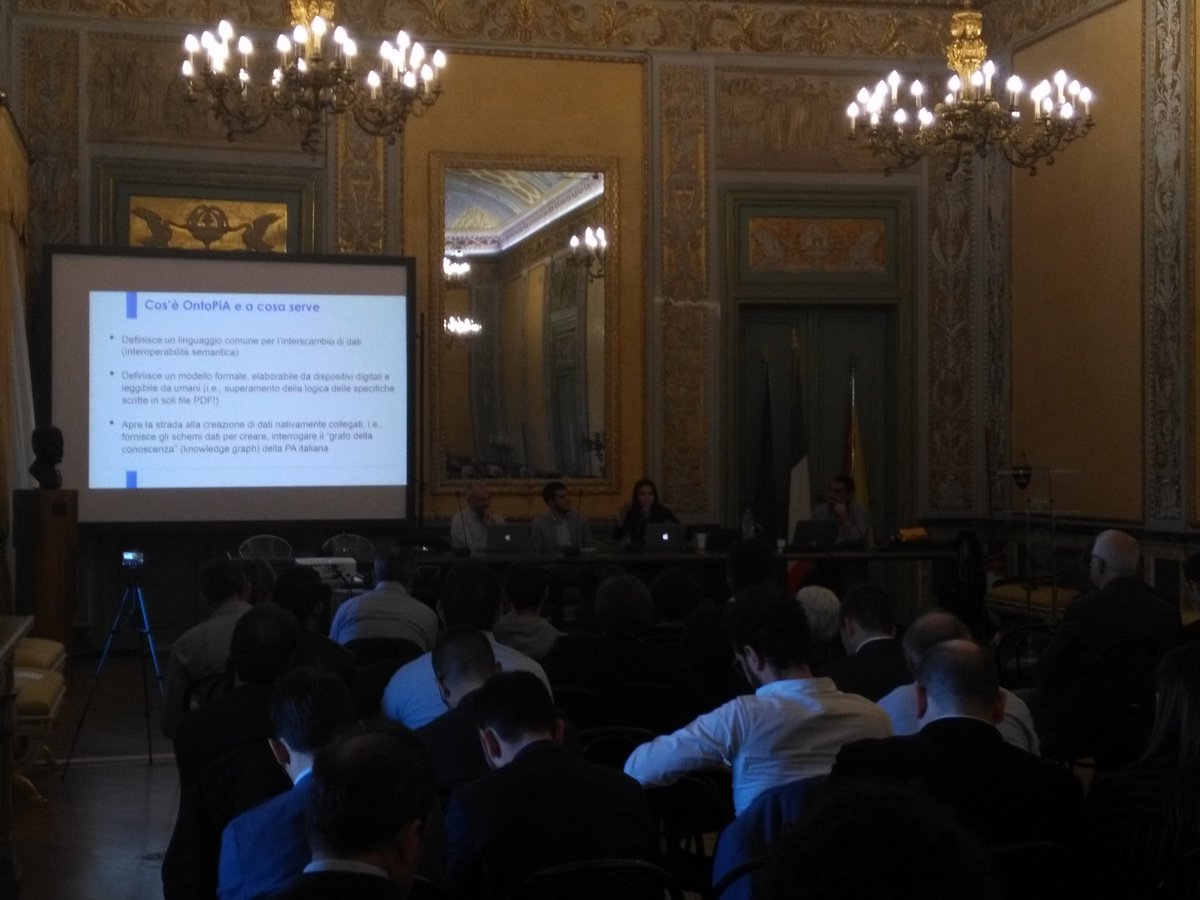 Cos'è OntoPiA e a cosa serve
• Definisce un linguaggio comune per l'interscambio di dati
(interoperabilità semantica)
• Definisce un modello formale, elaborabile da dispositivi digitali e
leggibile da umani (i.e., superamento della logica delle specifiche
scritte in soli file PDF!)
• Apre la strada alla creazione di dati nativamente collegati, i.e.,
fornisce gli schemi dati per creare, interrogare il "grafo della
conoscenza" (knowledge graph) della PA italiana